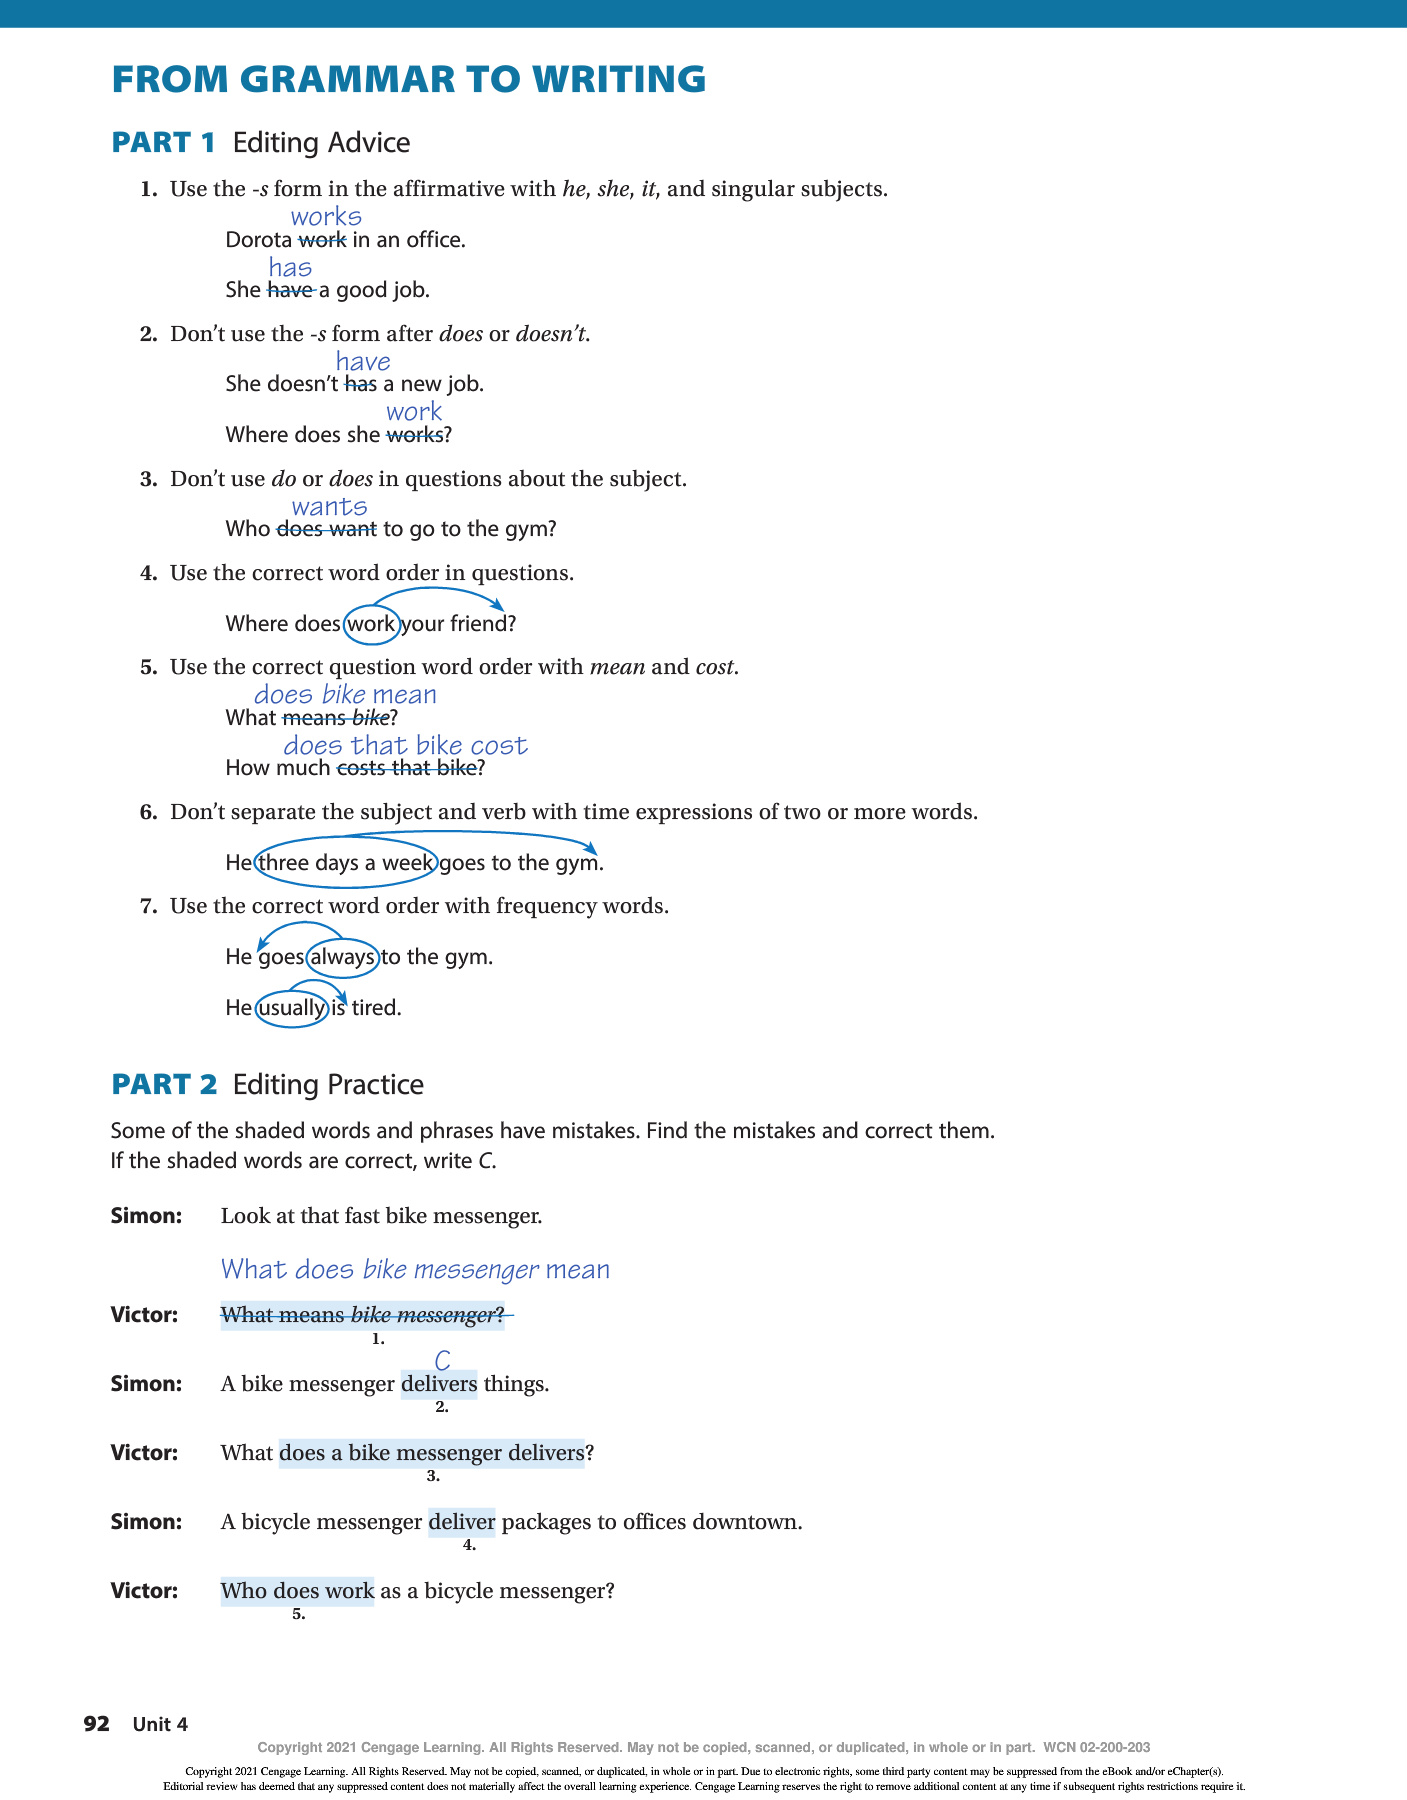 FROM GRAMMAR TO WRITING
PART 1 Editing Advice
1. Use the -s form in the affirmative with he, she, it, and singular subjects.
works
Dorota work in an office.
has
She have a good job.
2. Don’t use the -s form after does or doesn’t.
have
She doesn’t has a new job.
work
Where does she works?
3. Don’t use do or does in questions about the subject.
wants
Who does want to go to the gym?
4. Use the correct word order in questions.
Where does work your friend?
5. Use the correct question word order with mean and cost.
does bike mean
What means bike?
does that bike cost
How much costs that bike?
6. Don’t separate the subject and verb with time expressions of two or more words.
He three days a week goes to the gym.
7. Use the correct word order with frequency words.
He goes always to the gym.
He usually is tired.
PART 2 Editing Practice
Some of the shaded words and phrases have mistakes. Find the mistakes and correct them.
If the shaded words are correct, write C.
Simon: Look at that fast bike messenger.
What does bike messenger mean
Victor: What means bike messenger?
1.
C
Simon: A bike messenger delivers things.
2.
Victor: What does a bike messenger delivers?
3.
Simon: A bicycle messenger deliver packages to offices downtown.
4.
Victor: Who does work as a bicycle messenger?
5.
92 Unit 4
Copyright 2021 Cengage Learning. All Rights Reserved. May not be copied, scanned, or duplicated, in whole or in part. WCN 02-200-203
Copyright 2021 Cengage Learning. All Rights Reserved. May not be copied, scanned, or duplicated, in whole or in part. Due to electronic rights, some third party content may be suppressed from the eBook and/or eChapter(s).
Editorial review has deemed that any suppressed content does not materially affect the overall learning experience. Cengage Learning reserves the right to remove additional content at any time if subsequent rights restrictions require it.